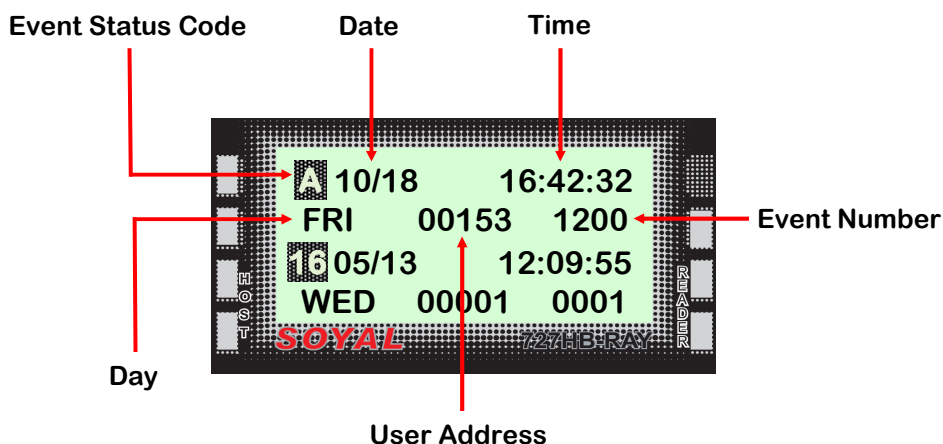 Event Status Code Date Time
A 10/18 16:42:32
FRI 00153 1200
Event Number
16 05/13 12:09:55
WED 00001 0001
HOST
READER
SOYAL 727HB-RAY
Day
User Address